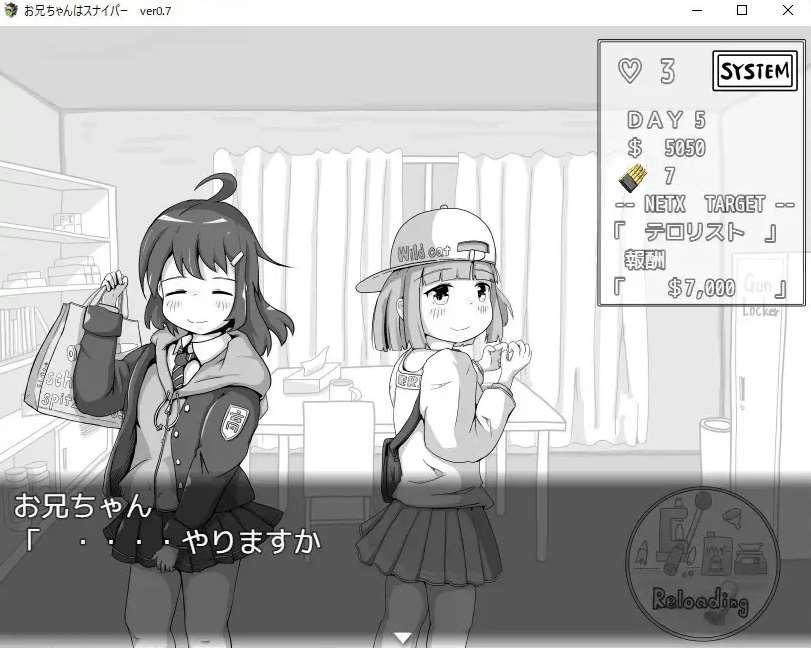 お兄ちゃんはスナイパー ver0.7
♡ 3
SYSTEM
DAY 5
$ 5050
7
-- NETX TARGET --
「 テロリスト 」
報酬
「 $7,000 」
Gun
Locker
Wild cat
高
お兄ちゃん
「 ・・・・やりますか
Reloading